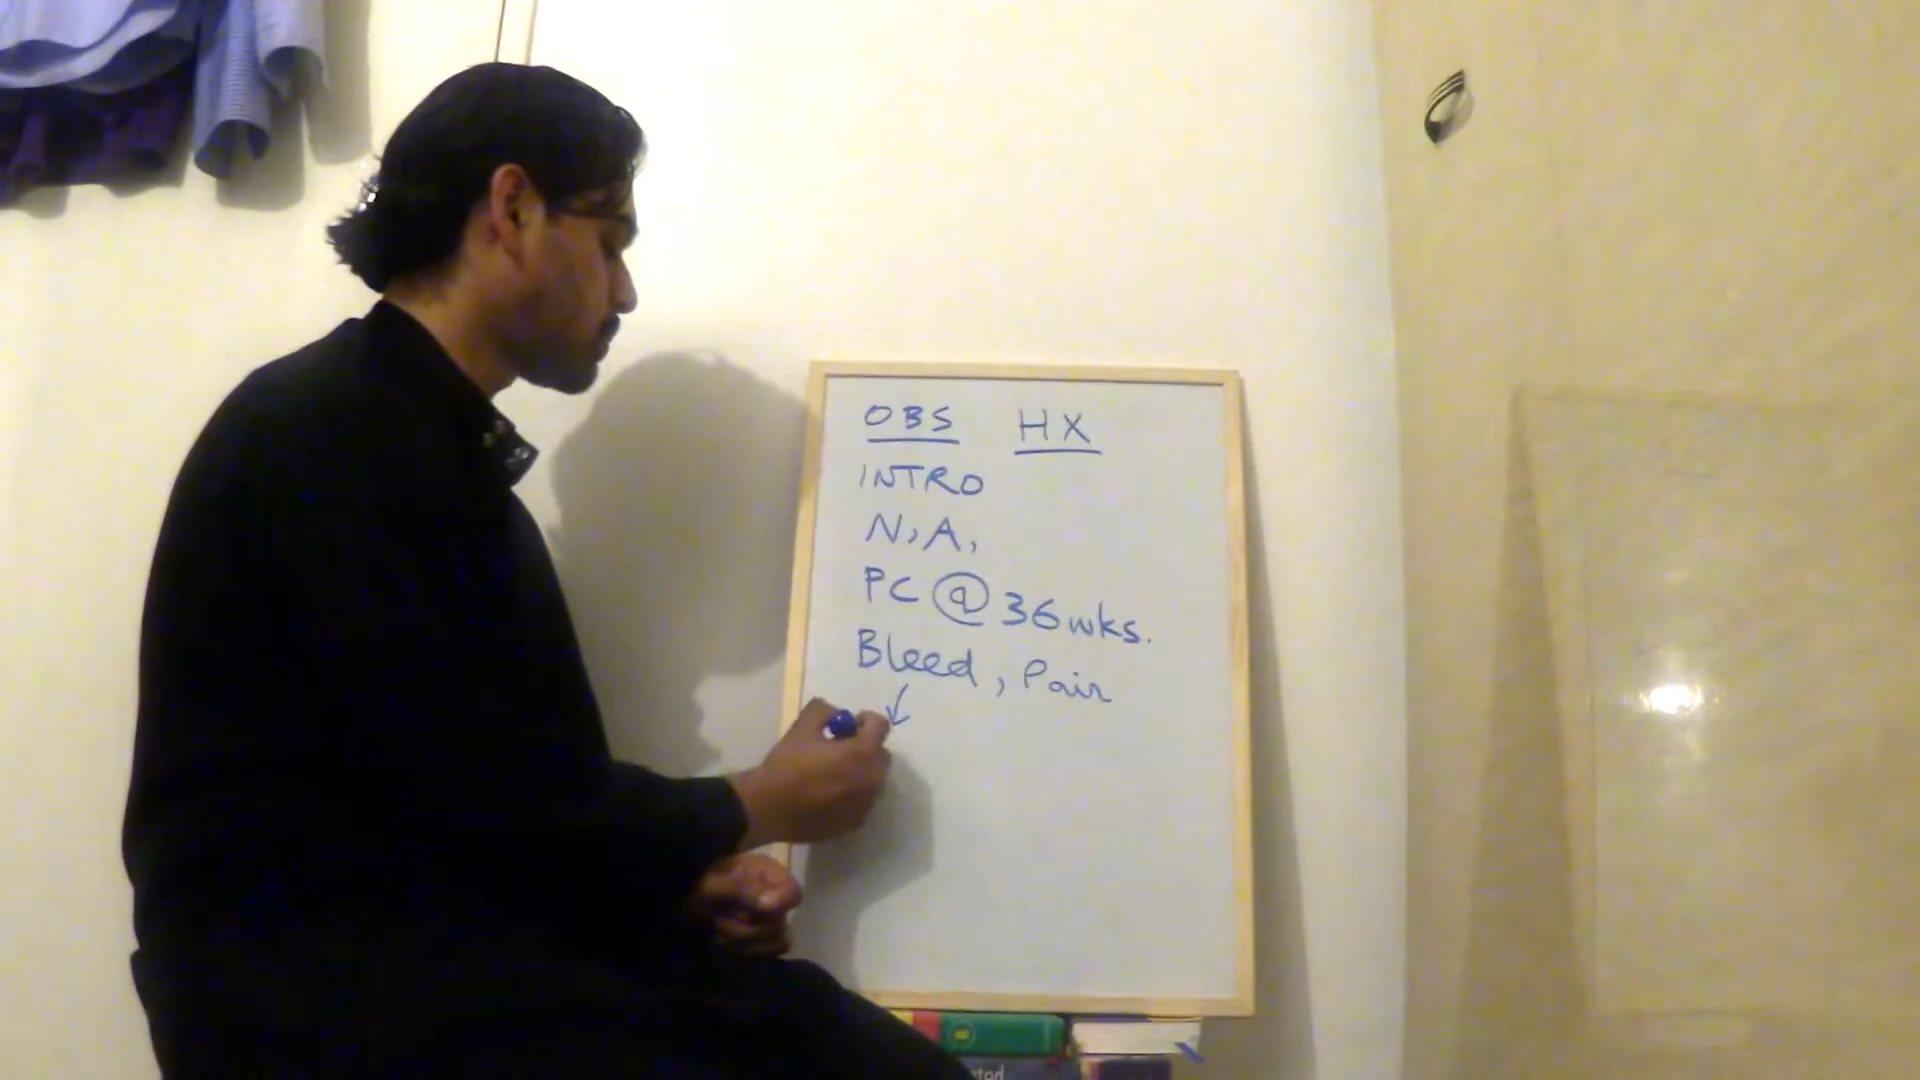 OBS HX
INTRO
N, A,
PC @ 36wks.
Bleed, Pain